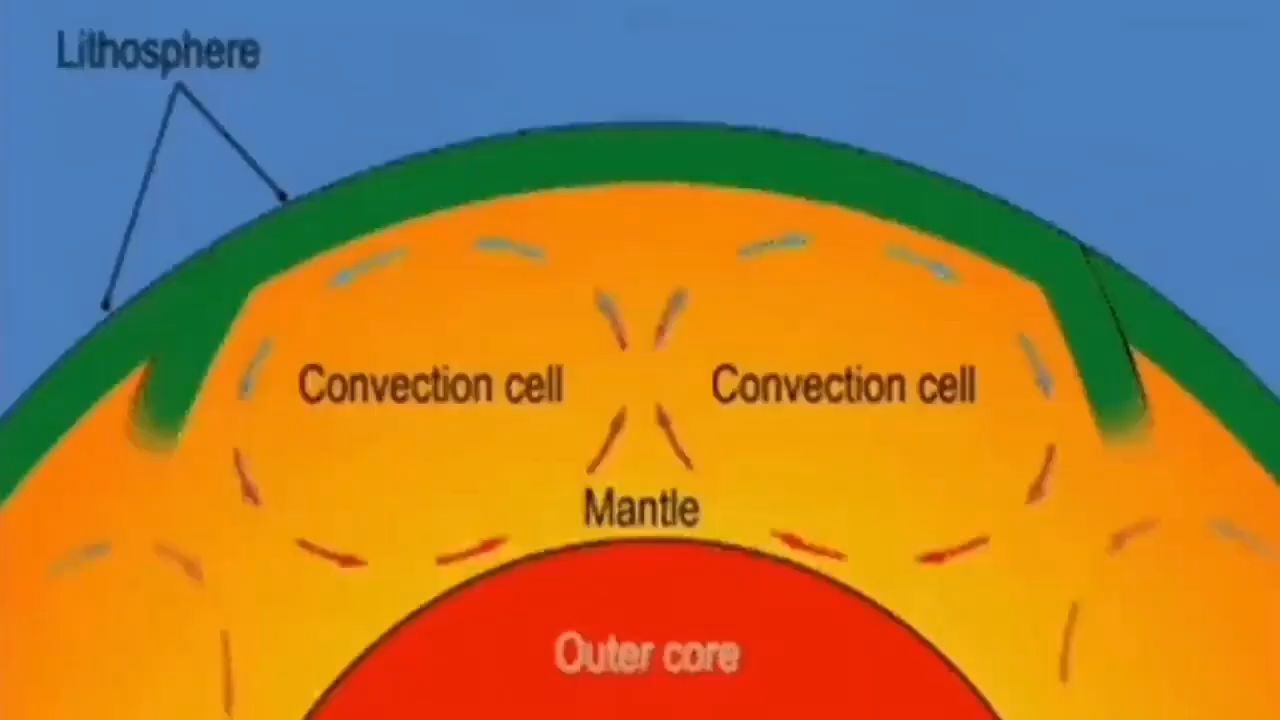 Lithosphere
Convection cell
Convection cell
Mantle
Outer core